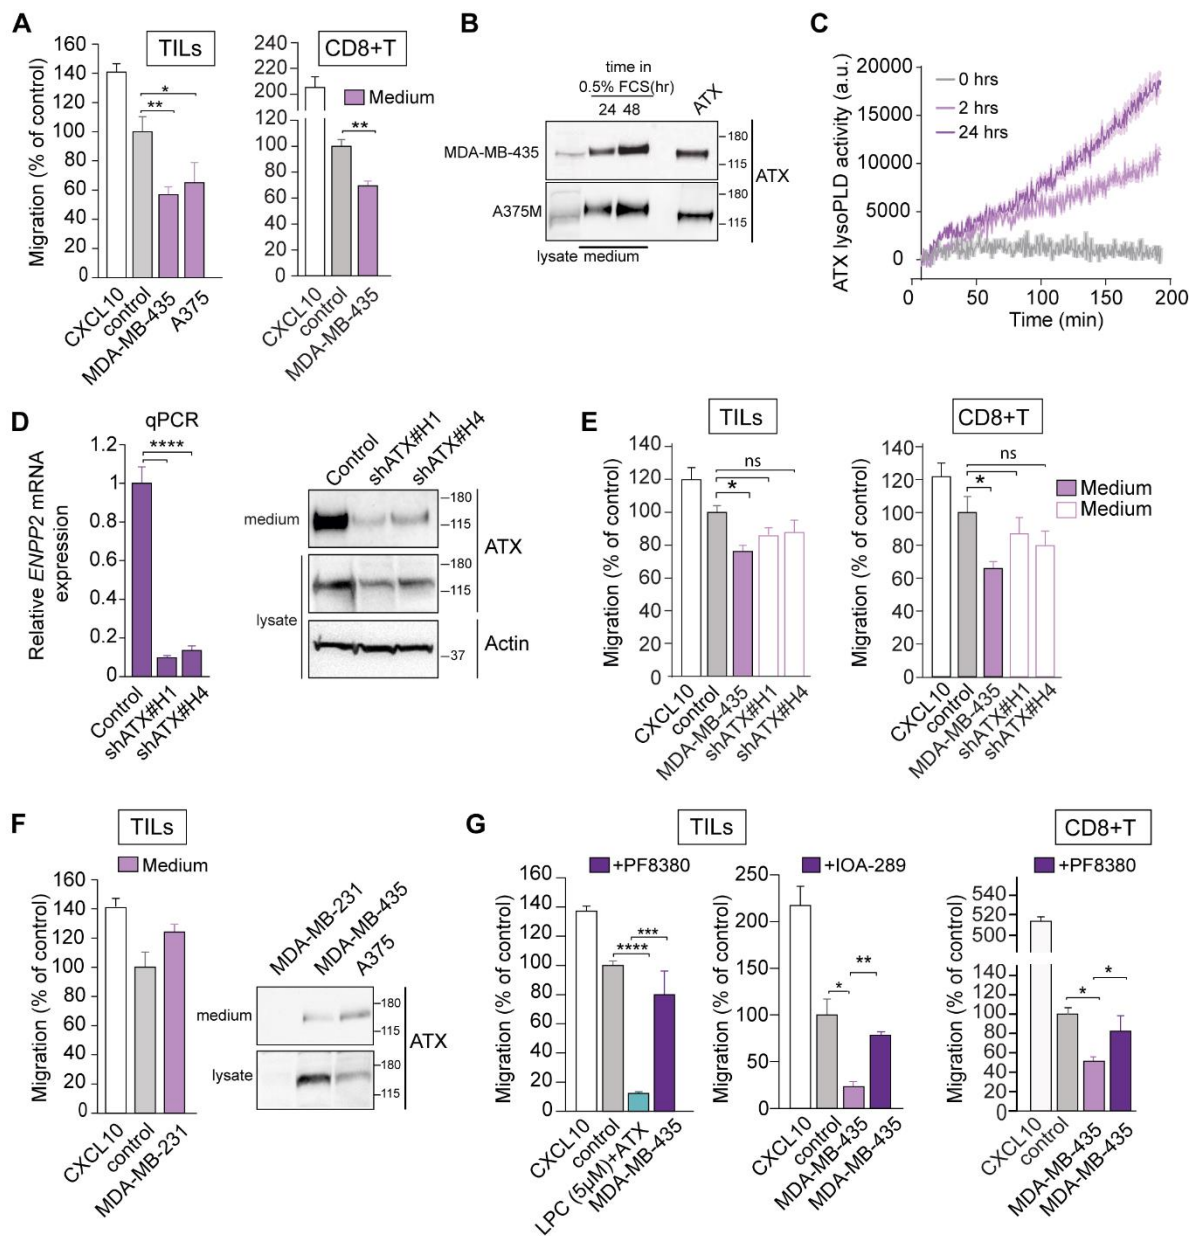 A
TILs
CD8+T
Migration (% of control)
160
140
120
100
80
60
40
20
0
*
**
CXCL10
control
MDA-MB-435
A375
240
220
200
180
120
100
80
60
40
20
0
**
Medium
CXCL10
control
MDA-MB-435
B
time in
0.5% FCS(hr)
24 48
ATX
MDA-MB-435
180
115
A375M
180
115
ATX
lysate medium
C
ATX lysoPLD activity (a.u.)
20000
15000
10000
5000
0
0 hrs
2 hrs
24 hrs
0 50 100 150 200
Time (min)
D
qPCR
Relative ENPP2 mRNA
expression
1.2
1
0.8
0.6
0.4
0.2
0
****
Control
shATX#H1
shATX#H4
Control
shATX#H1
shATX#H4
medium
180
115
ATX
lysate
180
115
Actin
37
E
TILs
CD8+T
Migration (% of control)
140
120
100
80
60
40
20
0
ns
*
CXCL10
control
MDA-MB-435
shATX#H1
shATX#H4
Migration (% of control)
140
120
100
80
60
40
20
0
ns
*
Medium
Medium
CXCL10
control
MDA-MB-435
shATX#H1
shATX#H4
F
TILs
Medium
Migration (% of control)
160
140
120
100
80
60
40
20
0
CXCL10
control
MDA-MB-231
MDA-MB-231
MDA-MB-435
A375
medium
180
115
ATX
lysate
180
115
G
TILs
CD8+T
+PF8380
Migration (% of control)
160
140
120
100
80
60
40
20
0
***
****
CXCL10
control
LPC (5µM)+ATX
MDA-MB-435
+IOA-289
Migration (% of control)
250
200
150
100
50
0
**
*
CXCL10
control
MDA-MB-435
MDA-MB-435
+PF8380
Migration (% of control)
540
520
500
140
120
100
80
60
40
20
0
*
*
CXCL10
control
MDA-MB-435
MDA-MB-435